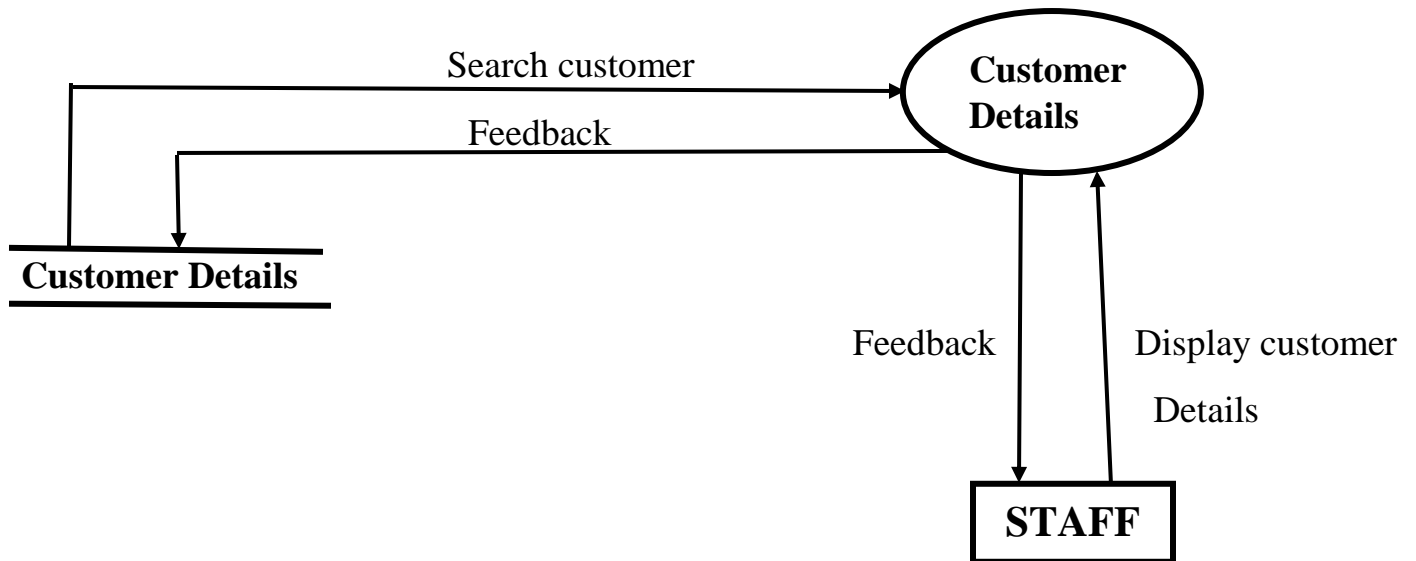 Search customer
Customer
Details
Feedback
Customer Details
Feedback
Display customer
Details
STAFF